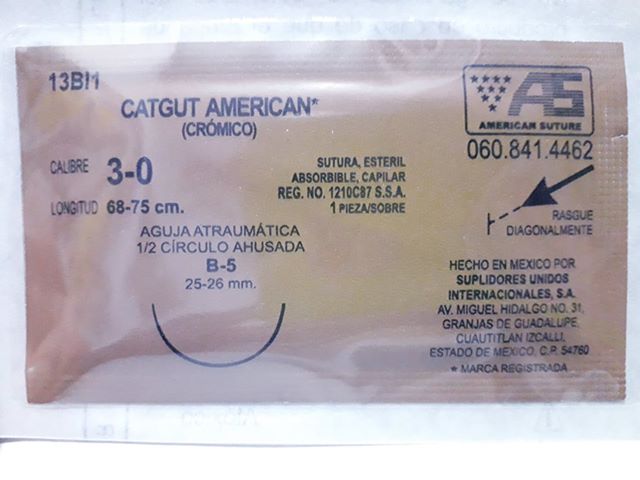 13BI1
CATGUT AMERICAN*
(CRÓMICO)
CALIBRE 3-0
LONGITUD 68-75 cm.
SUTURA, ESTERIL
ABSORBIBLE, CAPILAR
REG. NO. 1210C87 S.S.A.
1 PIEZA/SOBRE
AGUJA ATRAUMÁTICA
1/2 CÍRCULO AHUSADA
B-5
25-26 mm.
AS
AMERICAN SUTURE
060.841.4462
RASGUE
DIAGONALMENTE
HECHO EN MEXICO POR
SUPLIDORES UNIDOS
INTERNACIONALES, S.A.
AV. MIGUEL HIDALGO NO. 31,
GRANJAS DE GUADALUPE,
CUAUTITLAN IZCALLI,
ESTADO DE MEXICO, C.P. 54760
* MARCA REGISTRADA